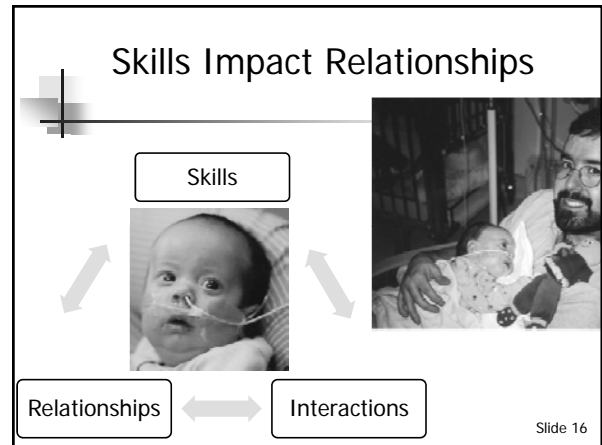 Skills Impact Relationships
Skills
Relationships
Interactions
Slide 16